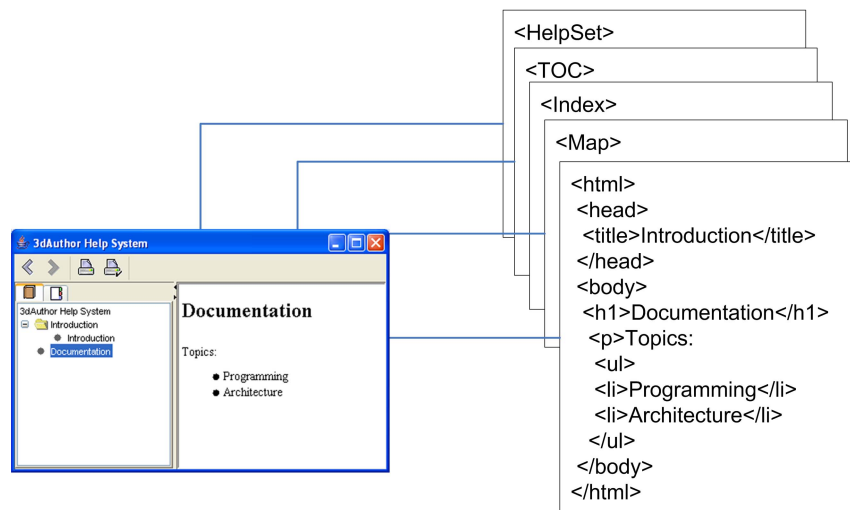 <HelpSet>
<TOC>
<Index>
<Map>
<html>
<head>
<title>Introduction</title>
</head>
<body>
<h1>Documentation</h1>
<p>Topics:
<ul>
<li>Programming</li>
<li>Architecture</li>
</ul>
</body>
</html>
3dAuthor Help System
3dAuthor Help System
Introduction
Introduction
Documentation
Documentation
Topics:
Programming
Architecture